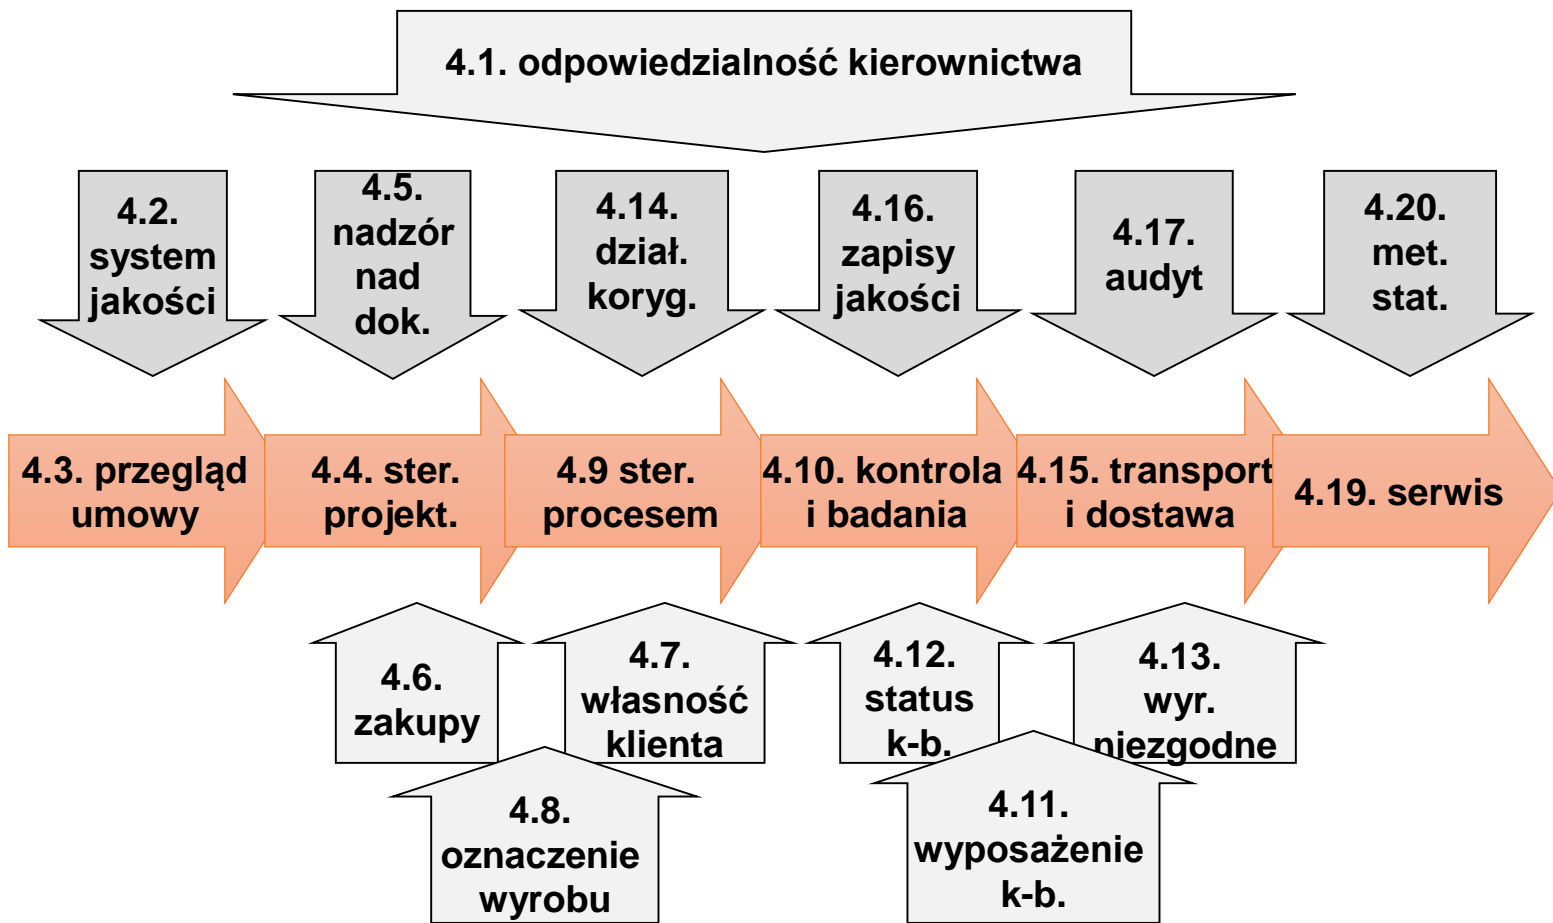 4.1. odpowiedzialność kierownictwa
4.2.
system
jakości
4.5.
nadzór
nad
dok.
4.14.
dział.
koryg.
4.16.
zapisy
jakości
4.17.
audyt
4.20.
met.
stat.
4.3. przegląd
umowy
4.4. ster.
projekt.
4.9 ster.
procesem
4.10. kontrola
i badania
4.15. transport
i dostawa
4.19. serwis
4.6.
zakupy
4.7.
własność
klienta
4.12.
status
k-b.
4.13.
wyr.
niezgodne
4.8.
oznaczenie
wyrobu
4.11.
wyposażenie
k-b.